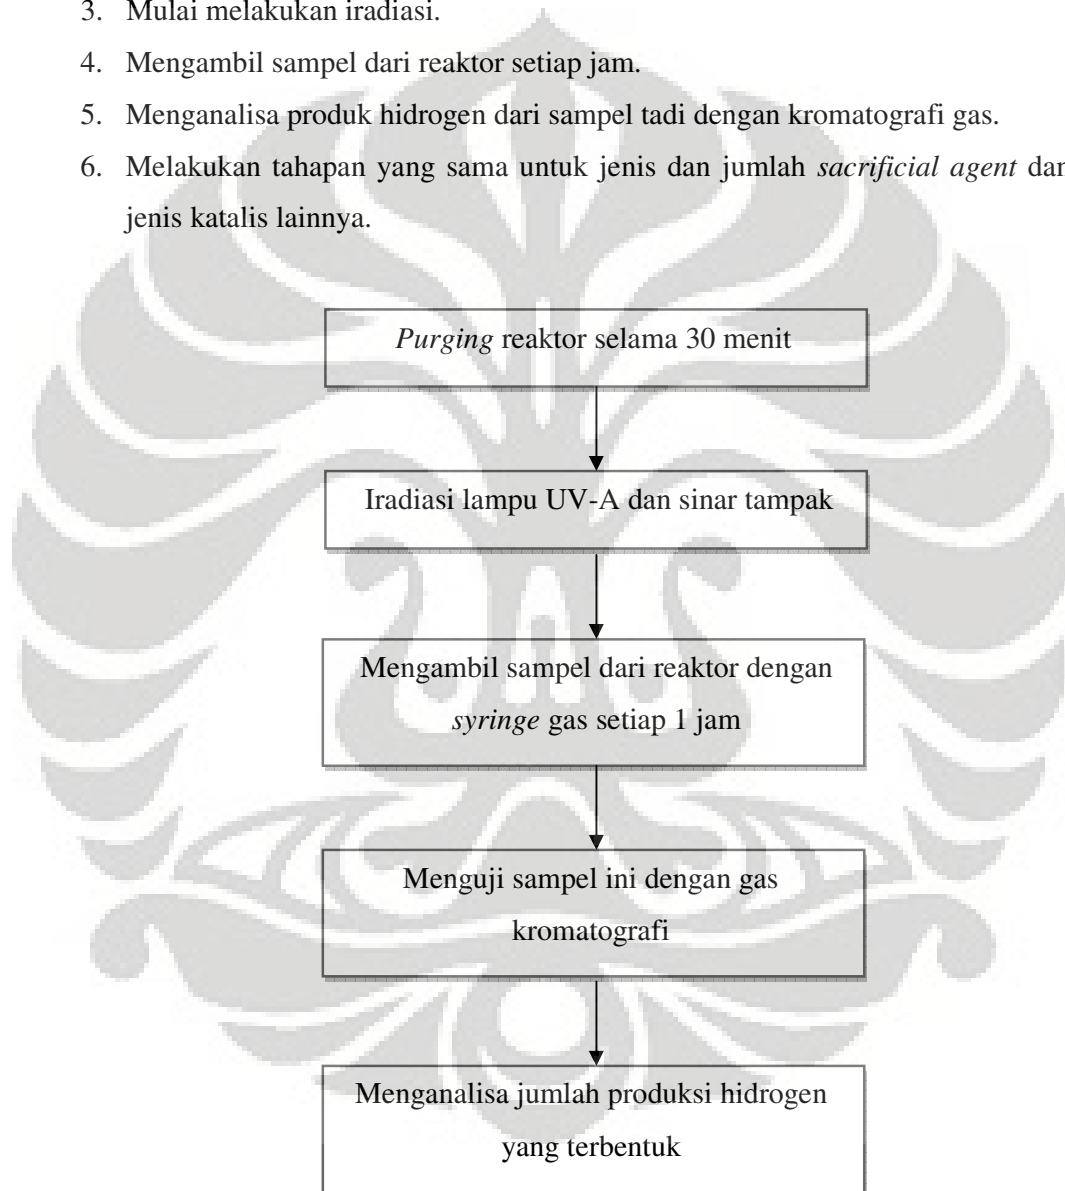 3. Mulai melakukan iradiasi.
4. Mengambil sampel dari reaktor setiap jam.
5. Menganalisa produk hidrogen dari sampel tadi dengan kromatografi gas.
6. Melakukan tahapan yang sama untuk jenis dan jumlah sacrificial agent dan
jenis katalis lainnya.
Purging reaktor selama 30 menit
Iradiasi lampu UV-A dan sinar tampak
Mengambil sampel dari reaktor dengan
syringe gas setiap 1 jam
Menguji sampel ini dengan gas
kromatografi
Menganalisa jumlah produksi hidrogen
yang terbentuk